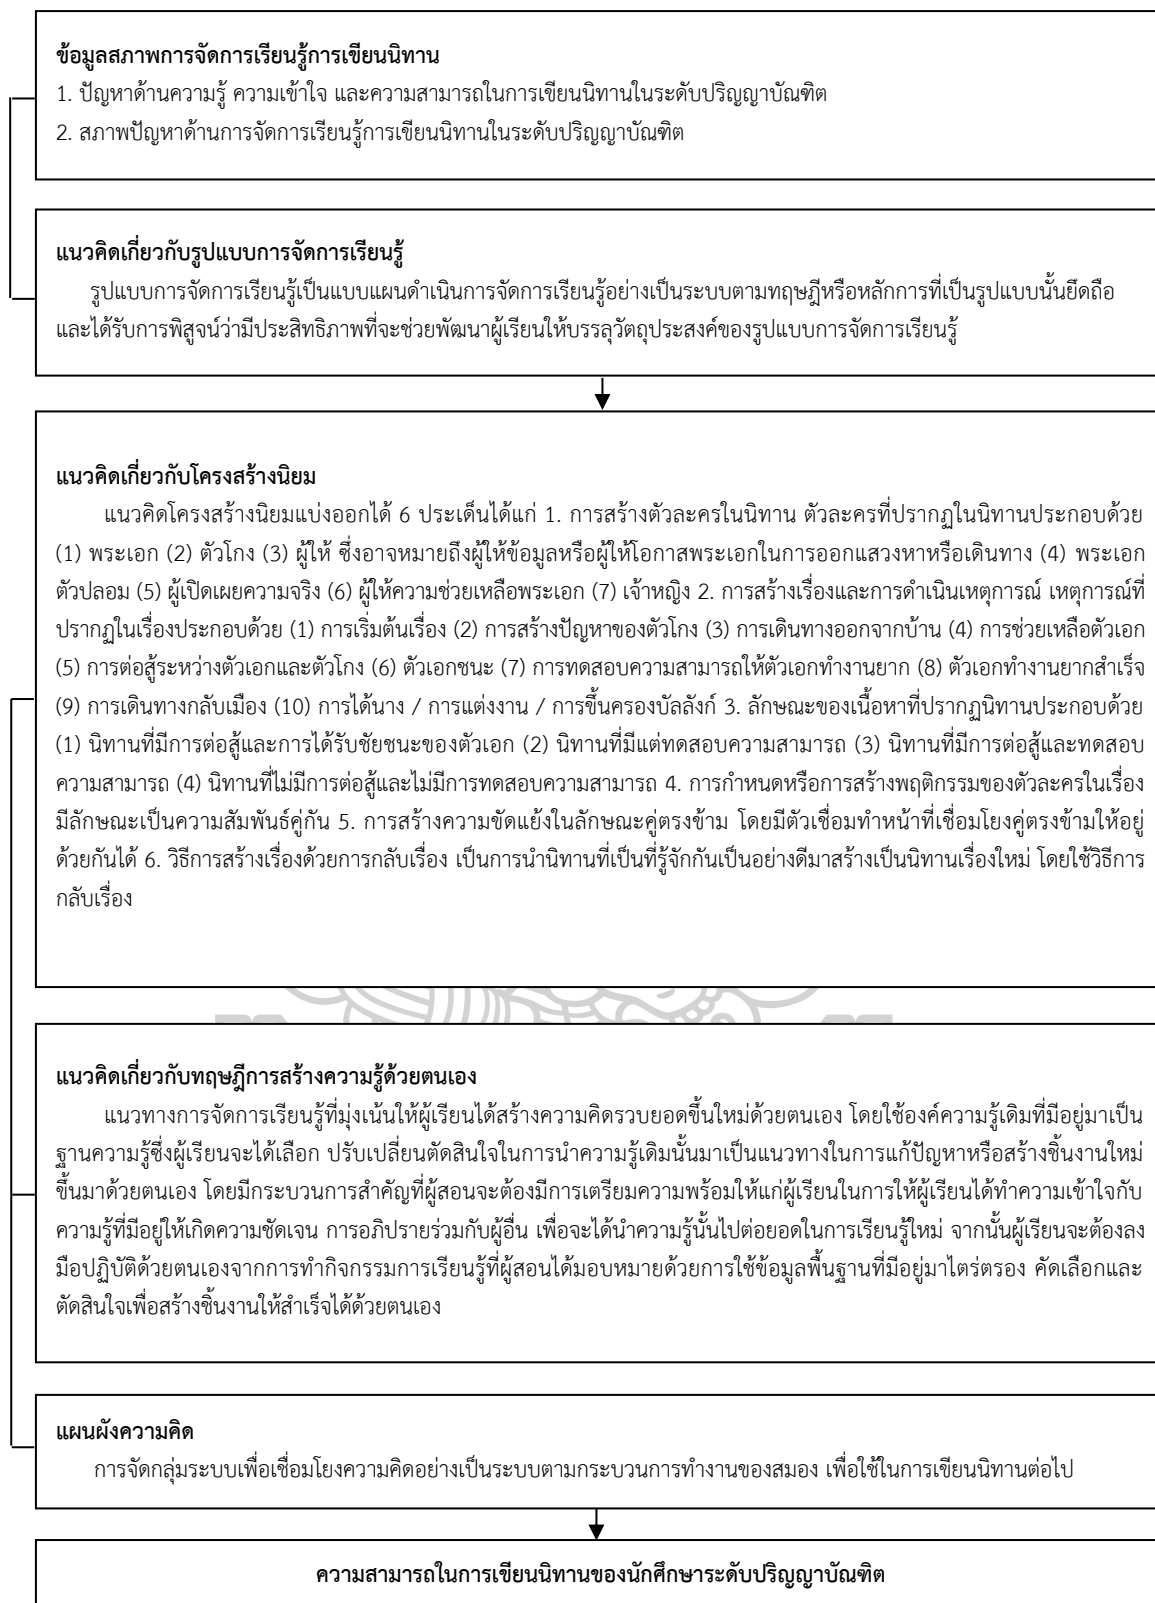 ข้อมูลสภาพการจัดการเรียนรู้การเขียนนิทาน
1. ปัญหาด้านความรู้ ความเข้าใจ และความสามารถในการเขียนนิทานในระดับปริญญาบัณฑิต
2. สภาพปัญหาด้านการจัดการเรียนรู้การเขียนนิทานในระดับปริญญาบัณฑิต
แนวคิดเกี่ยวกับรูปแบบการจัดการเรียนรู้
รูปแบบการจัดการเรียนรู้เป็นแบบแผนดำเนินการจัดการเรียนรู้อย่างเป็นระบบตามทฤษฎีหรือหลักการที่เป็นรูปแบบนั้นยึดถือ
และได้รับการพิสูจน์ว่ามีประสิทธิภาพที่จะช่วยพัฒนาผู้เรียนให้บรรลุวัตถุประสงค์ของรูปแบบการจัดการเรียนรู้
แนวคิดเกี่ยวกับโครงสร้างนิยม
แนวคิดโครงสร้างนิยมแบ่งออกได้ 6 ประเด็นได้แก่ 1. การสร้างตัวละครในนิทาน ตัวละครที่ปรากฏในนิทานประกอบด้วย
(1) พระเอก (2) ตัวโกง (3) ผู้ให้ ซึ่งอาจหมายถึงผู้ให้ข้อมูลหรือผู้ให้โอกาสพระเอกในการออกแสวงหาหรือเดินทาง (4) พระเอก
ตัวปลอม (5) ผู้เปิดเผยความจริง (6) ผู้ให้ความช่วยเหลือพระเอก (7) เจ้าหญิง 2. การสร้างเรื่องและการดำเนินเหตุการณ์ เหตุการณ์ที่
ปรากฏในเรื่องประกอบด้วย (1) การเริ่มต้นเรื่อง (2) การสร้างปัญหาของตัวโกง (3) การเดินทางออกจากบ้าน (4) การช่วยเหลือตัวเอก
(5) การต่อสู้ระหว่างตัวเอกและตัวโกง (6) ตัวเอกชนะ (7) การทดสอบความสามารถให้ตัวเอกทำงานยาก (8) ตัวเอกทำงานยากสำเร็จ
(9) การเดินทางกลับเมือง (10) การได้นาง / การแต่งงาน / การขึ้นครองบัลลังก์ 3. ลักษณะของเนื้อหาที่ปรากฏนิทานประกอบด้วย
(1) นิทานที่มีการต่อสู้และการได้รับชัยชนะของตัวเอก (2) นิทานที่มีแต่ทดสอบความสามารถ (3) นิทานที่มีการต่อสู้และทดสอบ
ความสามารถ (4) นิทานที่ไม่มีการต่อสู้และไม่มีการทดสอบความสามารถ 4. การกำหนดหรือการสร้างพฤติกรรมของตัวละครในเรื่อง
มีลักษณะเป็นความสัมพันธ์คู่กัน 5. การสร้างความขัดแย้งในลักษณะคู่ตรงข้าม โดยมีตัวเชื่อมทำหน้าที่เชื่อมโยงคู่ตรงข้ามให้อยู่
ด้วยกันได้ 6. วิธีการสร้างเรื่องด้วยการกลับเรื่อง เป็นการนำนิทานที่เป็นที่รู้จักกันเป็นอย่างดีมาสร้างเป็นนิทานเรื่องใหม่ โดยใช้วิธีการ
กลับเรื่อง
แนวคิดเกี่ยวกับทฤษฎีการสร้างความรู้ด้วยตนเอง
แนวทางการจัดการเรียนรู้ที่มุ่งเน้นให้ผู้เรียนได้สร้างความคิดรวบยอดขึ้นใหม่ด้วยตนเอง โดยใช้องค์ความรู้เดิมที่มีอยู่มาเป็น
ฐานความรู้ซึ่งผู้เรียนจะได้เลือก ปรับเปลี่ยนตัดสินใจในการนำความรู้เดิมนั้นมาเป็นแนวทางในการแก้ปัญหาหรือสร้างชิ้นงานใหม่
ขึ้นมาด้วยตนเอง โดยมีกระบวนการสำคัญที่ผู้สอนจะต้องมีการเตรียมความพร้อมให้แก่ผู้เรียนในการให้ผู้เรียนได้ทำความเข้าใจกับ
ความรู้ที่มีอยู่ให้เกิดความชัดเจน การอภิปรายร่วมกับผู้อื่น เพื่อจะได้นำความรู้นั้นไปต่อยอดในการเรียนรู้ใหม่ จากนั้นผู้เรียนจะต้องลง
มือปฏิบัติด้วยตนเองจากการทำกิจกรรมการเรียนรู้ที่ผู้สอนได้มอบหมายด้วยการใช้ข้อมูลพื้นฐานที่มีอยู่มาไตร่ตรอง คัดเลือกและ
ตัดสินใจเพื่อสร้างชิ้นงานให้สำเร็จได้ด้วยตนเอง
แผนผังความคิด
การจัดกลุ่มระบบเพื่อเชื่อมโยงความคิดอย่างเป็นระบบตามกระบวนการทำงานของสมอง เพื่อใช้ในการเขียนนิทานต่อไป
ความสามารถในการเขียนนิทานของนักศึกษาระดับปริญญาบัณฑิต